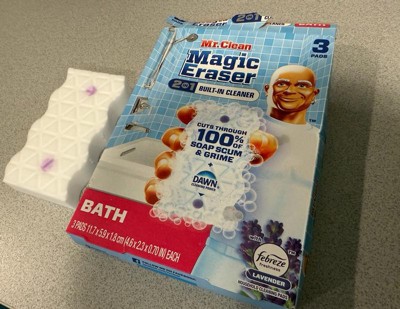 Mr. Clean
Magic
Eraser
2in1 BUILT-IN CLEANER
3
PADS
CUTS THROUGH
100%
OF
SOAP SCUM
& GRIME
+
DAWN
BATH
3 PADS 11.7 x 5.9 x 1.8 cm (4.6 x 2.3 x 0.70 IN) EACH
with
febreze
freshness
LAVENDER